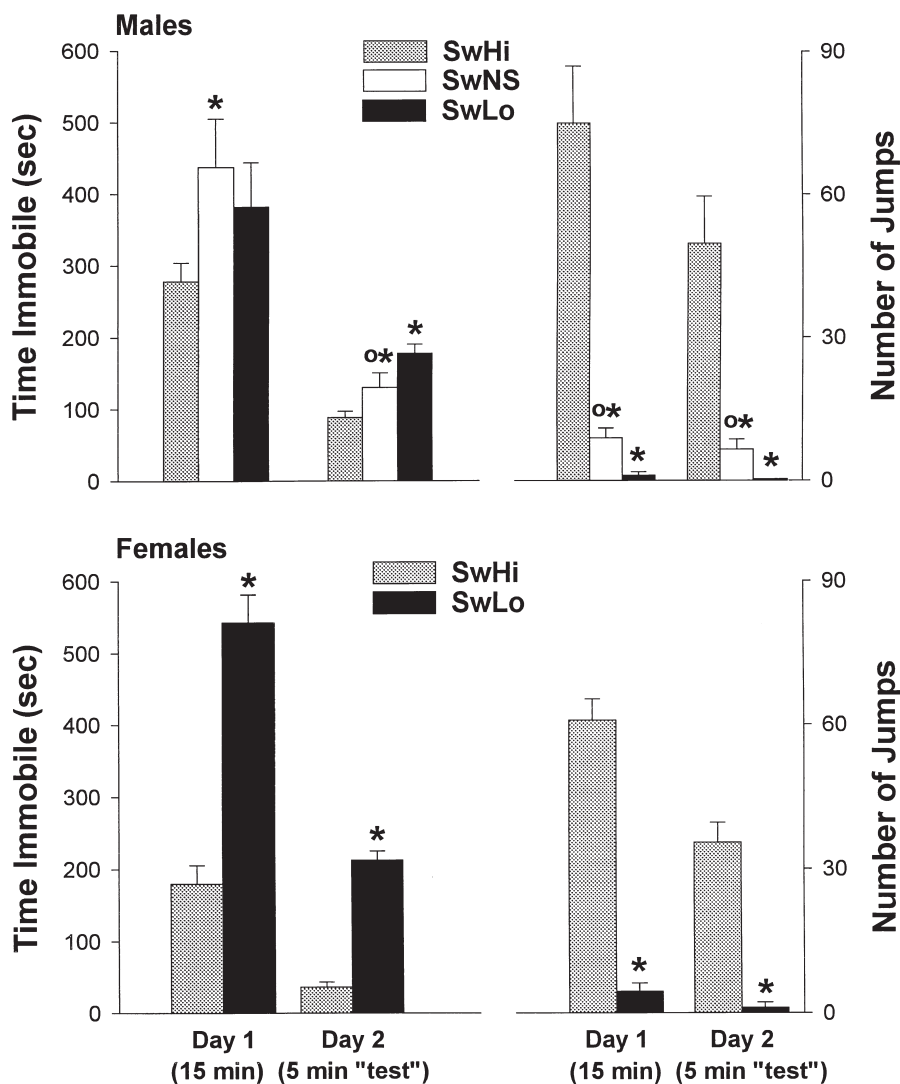 Males
SwHi
SwNS
SwLo
Time Immobile (sec)
600
500
400
300
200
100
0
*
o*
*
Number of Jumps
90
60
30
0
o*
*
o*
*
Females
SwHi
SwLo
Time Immobile (sec)
600
500
400
300
200
100
0
*
*
Number of Jumps
90
60
30
0
*
*
Day 1
(15 min)
Day 2
(5 min "test")
Day 1
(15 min)
Day 2
(5 min "test")